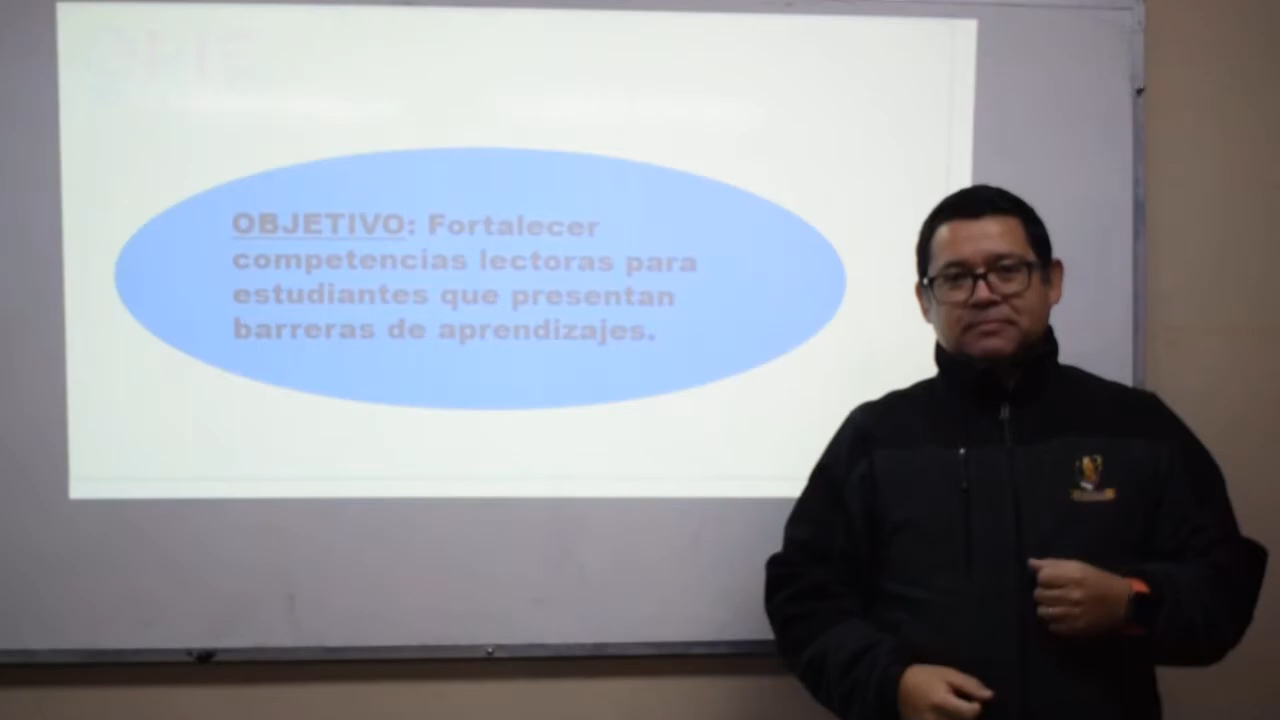 OBJETIVO: Fortalecer
competencias lectoras para
estudiantes que presentan
barreras de aprendizajes.